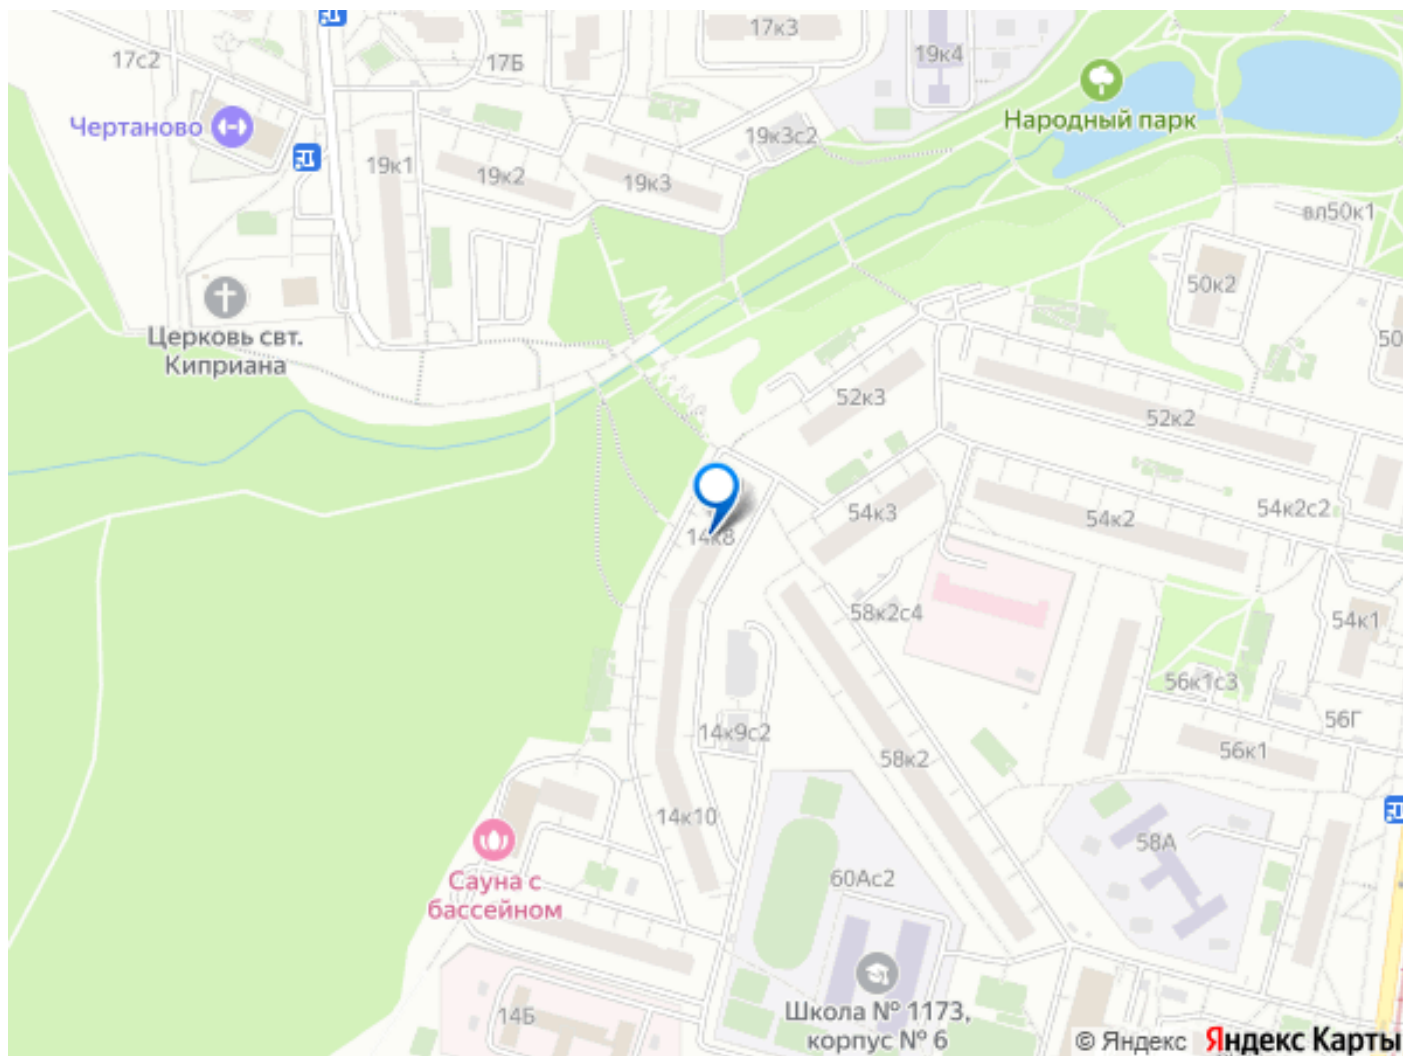 17к3
17с2
17Б
19к4
Чертаново
Народный парк
19к3с2
19к1
19к2
19к3
вл50к1
50к2
Церковь свт.
Киприана
50
52к3
52к2
14к8
54к3
54к2
54к2с2
58к2с4
54к1
56к1с3
56Г
14к9с2
56к1
58к2
14к10
58А
60Ас2
Сауна с
бассейном
14Б
Школа № 1173,
корпус № 6
© Яндекс Яндекс Карты